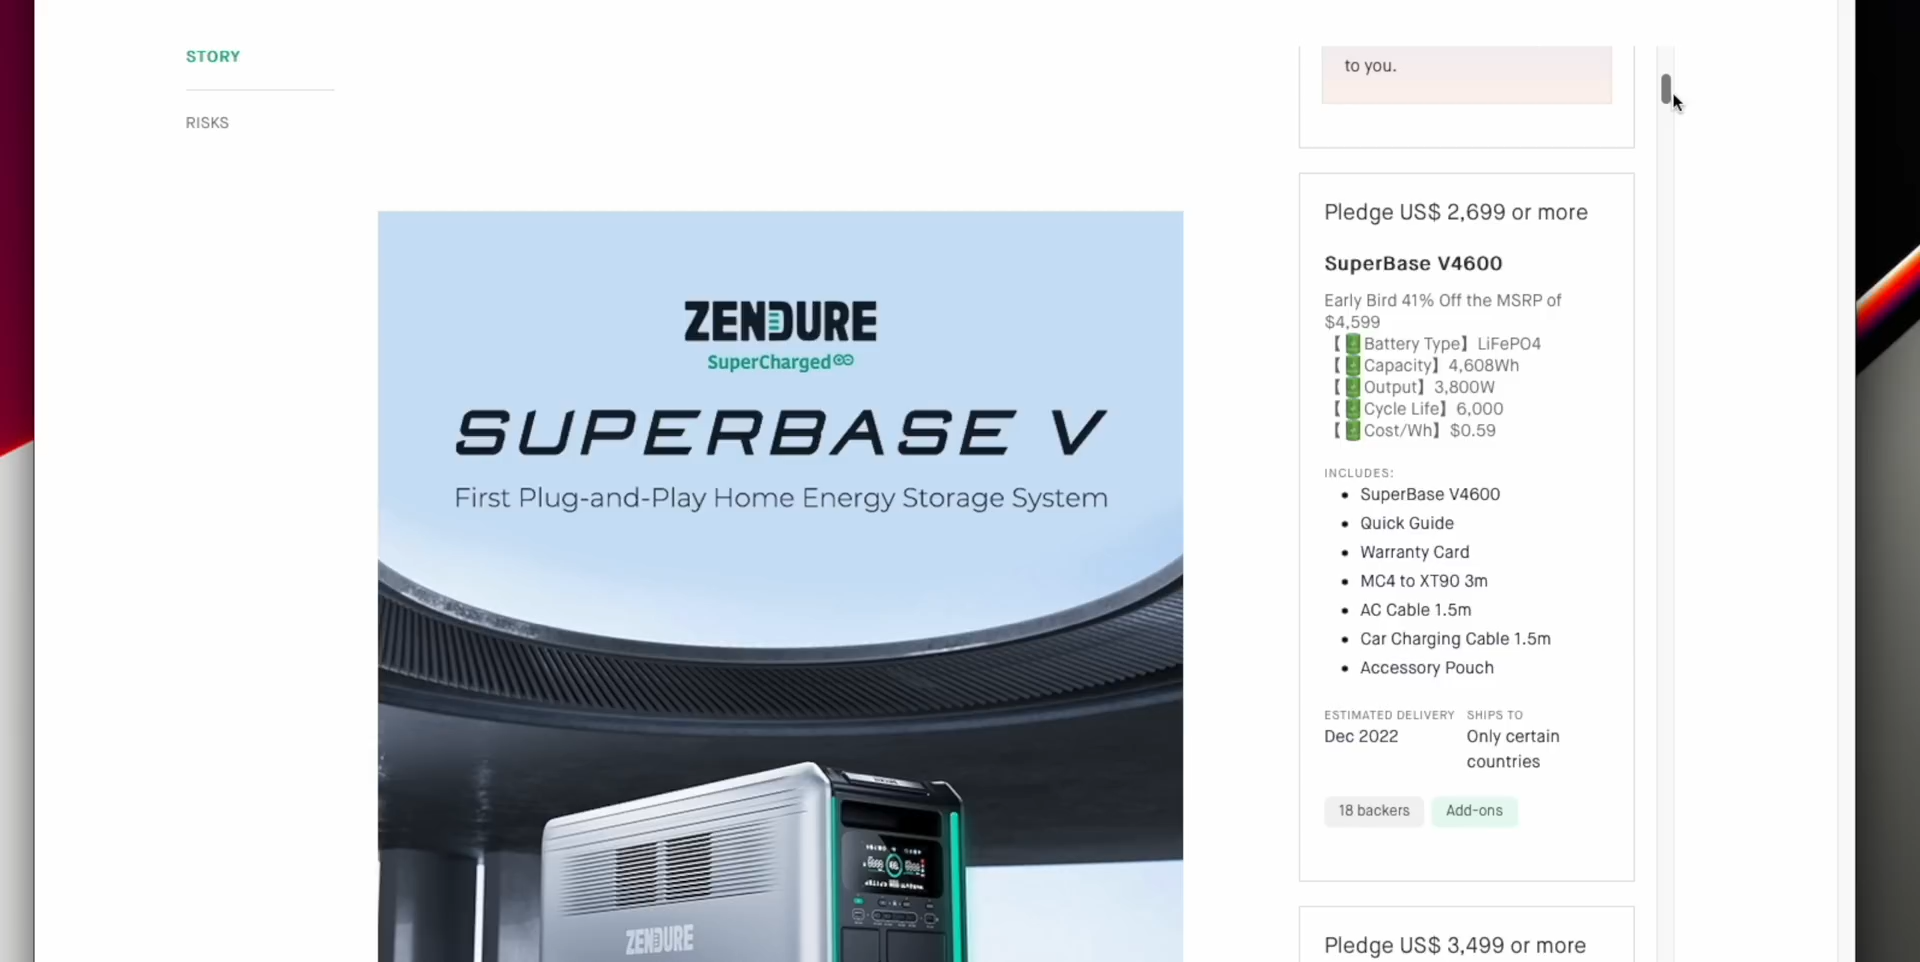 STORY
RISKS
ZENDURE
SuperCharged
SUPERBASE V
First Plug-and-Play Home Energy Storage System
ZENDURE
to you.
Pledge US$ 2,699 or more
SuperBase V4600
Early Bird 41% Off the MSRP of
$4,599
【🔋Battery Type】LiFePO4
【🔋Capacity】4,608Wh
【🔋Output】3,800W
【🔋Cycle Life】6,000
【🔋Cost/Wh】$0.59
INCLUDES:
• SuperBase V4600
• Quick Guide
• Warranty Card
• MC4 to XT90 3m
• AC Cable 1.5m
• Car Charging Cable 1.5m
• Accessory Pouch
ESTIMATED DELIVERY
Dec 2022
SHIPS TO
Only certain
countries
18 backers
Add-ons
Pledge US$ 3,499 or more